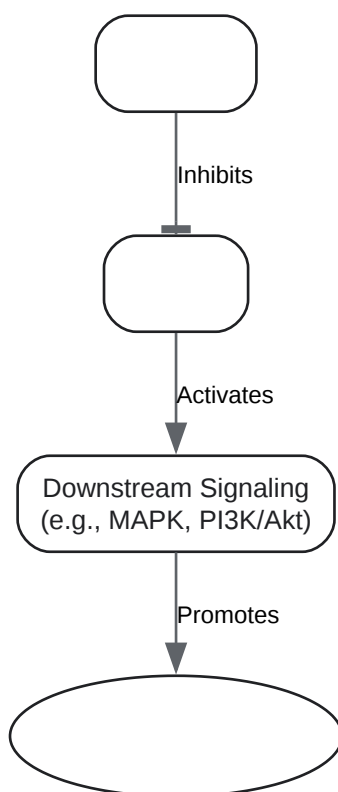 Inhibits
Activates
Downstream Signaling
(e.g., MAPK, PI3K/Akt)
Promotes